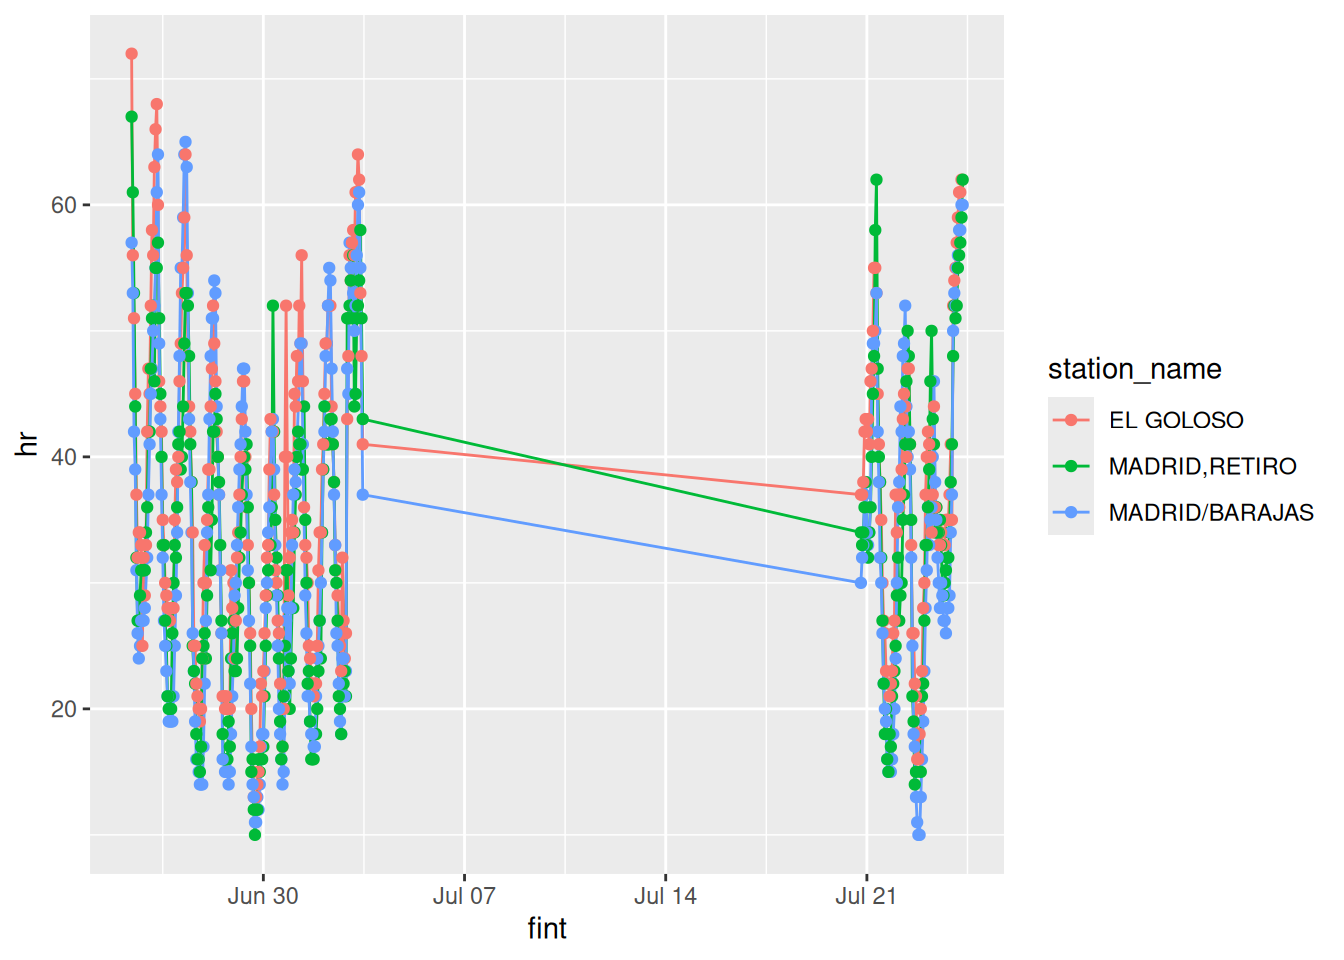 60
40
20
hr
Jun 30
Jul 07
Jul 14
Jul 21
fint
station_name
EL GOLOSO
MADRID,RETIRO
MADRID/BARAJAS